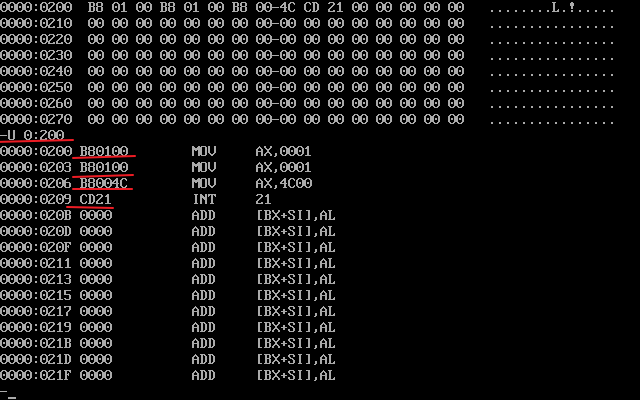 0000:0200  B8 01 00 B8 01 00 B8 00-4C CD 21 00 00 00 00 00   ........L.!.....
0000:0210  00 00 00 00 00 00 00 00-00 00 00 00 00 00 00 00   ................
0000:0220  00 00 00 00 00 00 00 00-00 00 00 00 00 00 00 00   ................
0000:0230  00 00 00 00 00 00 00 00-00 00 00 00 00 00 00 00   ................
0000:0240  00 00 00 00 00 00 00 00-00 00 00 00 00 00 00 00   ................
0000:0250  00 00 00 00 00 00 00 00-00 00 00 00 00 00 00 00   ................
0000:0260  00 00 00 00 00 00 00 00-00 00 00 00 00 00 00 00   ................
0000:0270  00 00 00 00 00 00 00 00-00 00 00 00 00 00 00 00   ................
-U 0:200
0000:0200 B80100        MOV     AX,0001
0000:0203 B80100        MOV     AX,0001
0000:0206 B8004C        MOV     AX,4C00
0000:0209 CD21          INT     21
0000:020B 0000          ADD     [BX+SI],AL
0000:020D 0000          ADD     [BX+SI],AL
0000:020F 0000          ADD     [BX+SI],AL
0000:0211 0000          ADD     [BX+SI],AL
0000:0213 0000          ADD     [BX+SI],AL
0000:0215 0000          ADD     [BX+SI],AL
0000:0217 0000          ADD     [BX+SI],AL
0000:0219 0000          ADD     [BX+SI],AL
0000:021B 0000          ADD     [BX+SI],AL
0000:021D 0000          ADD     [BX+SI],AL
0000:021F 0000          ADD     [BX+SI],AL
-_